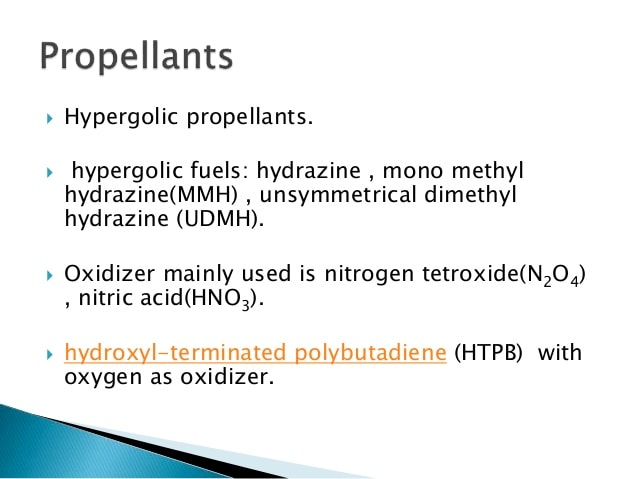 Propellants
Hypergolic propellants.
hypergolic fuels: hydrazine , mono methyl
hydrazine(MMH) , unsymmetrical dimethyl
hydrazine (UDMH).
Oxidizer mainly used is nitrogen tetroxide(N₂O₄)
, nitric acid(HNO₃).
hydroxyl-terminated polybutadiene (HTPB)  with
oxygen as oxidizer.